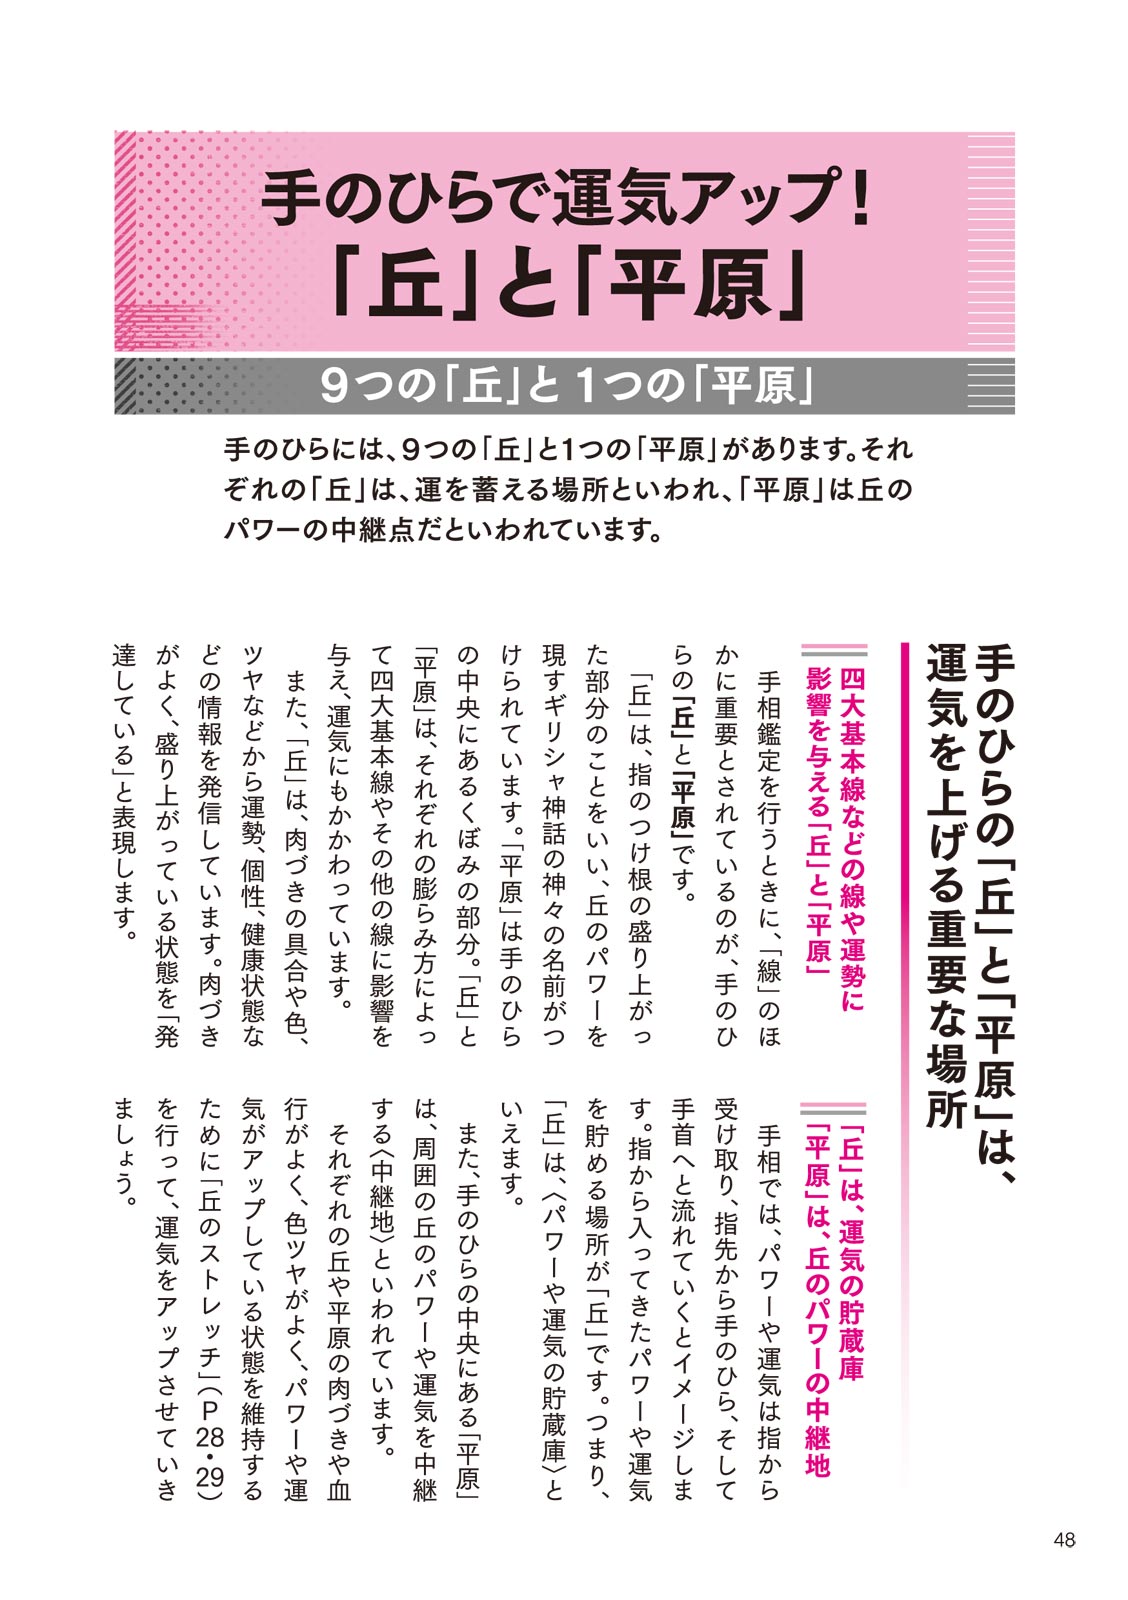 手のひらで運気アップ!
「丘」と「平原」
9つの「丘」と1つの「平原」
手のひらには、9つの「丘」と1つの「平原」があります。それ
ぞれの「丘」は、運を蓄える場所といわれ、「平原」は丘の
パワーの中継点だといわれています。
手のひらの「丘」と「平原」は、
運気を上げる重要な場所
四大基本線などの線や運勢に
影響を与える「丘」と「平原」
手相鑑定を行うときに、「線」のほ
かに重要とされているのが、手のひ
らの「丘」と「平原」です。
「丘」は、指のつけ根の盛り上がっ
た部分のことをいい、丘のパワーを
現すギリシャ神話の神々の名前がつ
けられています。「平原」は手のひら
の中央にあるくぼみの部分。「丘」と
「平原」は、それぞれの膨らみ方によっ
て四大基本線やその他の線に影響を
与え、運気にもかかわっています。
また、「丘」は、肉づきの具合や色、
ツヤなどから運勢、個性、健康状態な
どの情報を発信しています。肉づき
がよく、盛り上がっている状態を「発
達している」と表現します。
「丘」は、運気の貯蔵庫
「平原」は、丘のパワーの中継地
手相では、パワーや運気は指から
受け取り、指先から手のひら、そして
手首へと流れていくとイメージしま
す。指から入ってきたパワーや運気
を貯める場所が「丘」です。つまり、
「丘」は、〈パワーや運気の貯蔵庫〉と
いえます。
また、手のひらの中央にある「平原」
は、周囲の丘のパワーや運気を中継
する〈中継地〉といわれています。
それぞれの丘や平原の肉づきや血
行がよく、色ツヤがよく、パワーや運
気がアップしている状態を維持する
ために「丘のストレッチ」(P28・29)
を行って、運気をアップさせていき
ましょう。
48